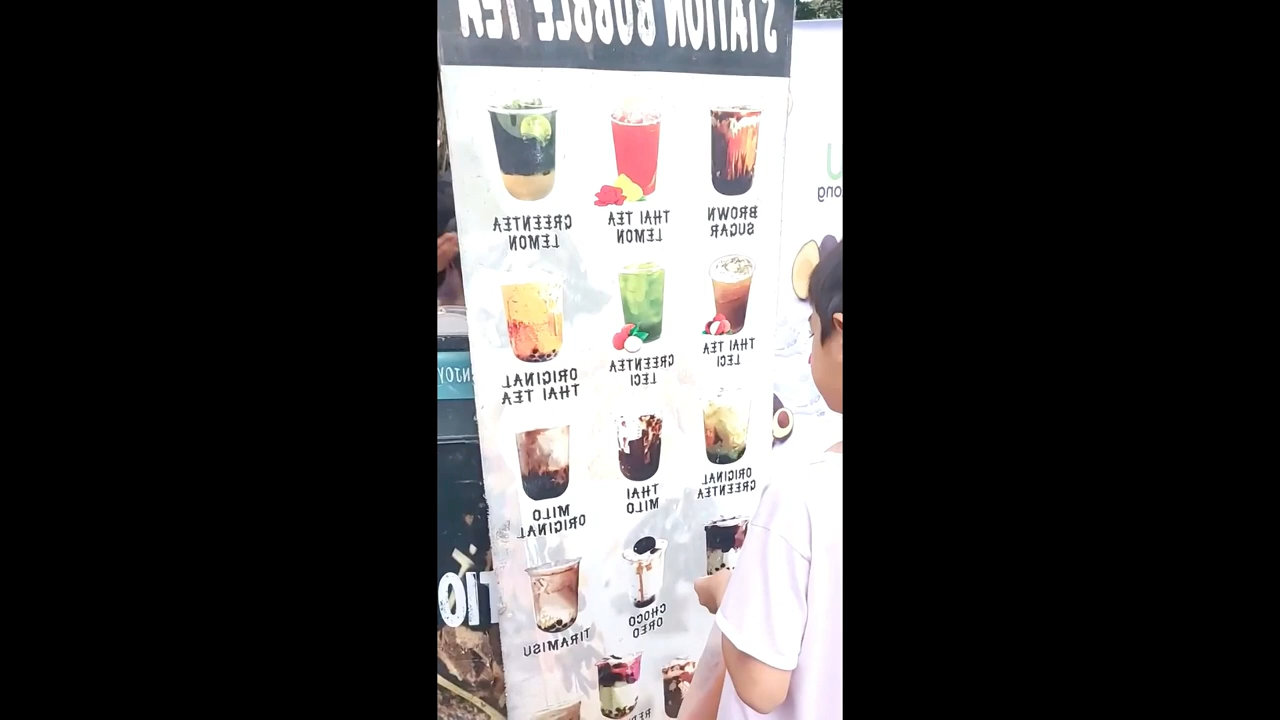 STATION BUBBLE TEA
BROWN
SUGAR
THAI TEA
LEMON
GREENTEA
LEMON
THAI TEA
LECI
GREENTEA
LECI
ORIGINAL
THAI TEA
ORIGINAL
GREENTEA
THAI
MILO
MILO
ORIGINAL
CHOCO
OREO
TIRAMISU
ENJOY